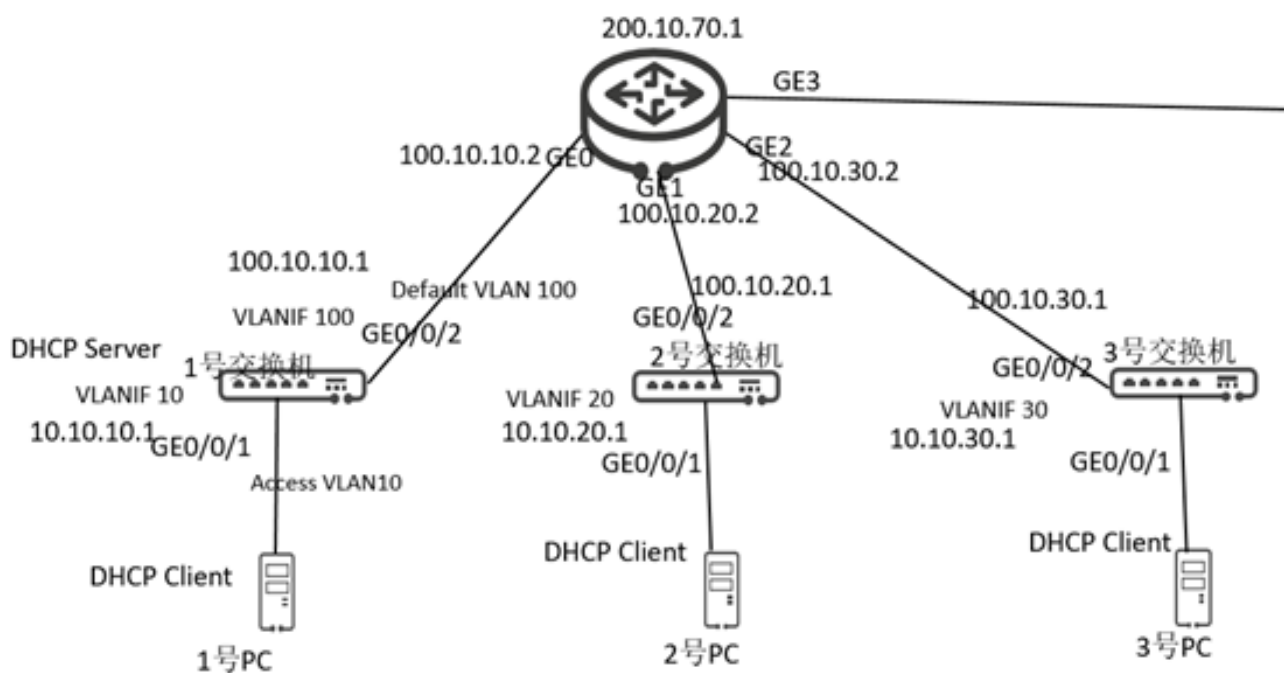 200.10.70.1
GE3
100.10.10.2
GE0
GE2
100.10.30.2
GE1
100.10.20.2
100.10.10.1
Default VLAN 100
100.10.20.1
100.10.30.1
VLANIF 100
GE0/0/2
GE0/0/2
DHCP Server
1号交换机
2号交换机
3号交换机
GE0/0/2
VLANIF 10
VLANIF 20
VLANIF 30
10.10.10.1
10.10.20.1
10.10.30.1
GE0/0/1
GE0/0/1
GE0/0/1
Access VLAN10
DHCP Client
DHCP Client
DHCP Client
1号PC
2号PC
3号PC